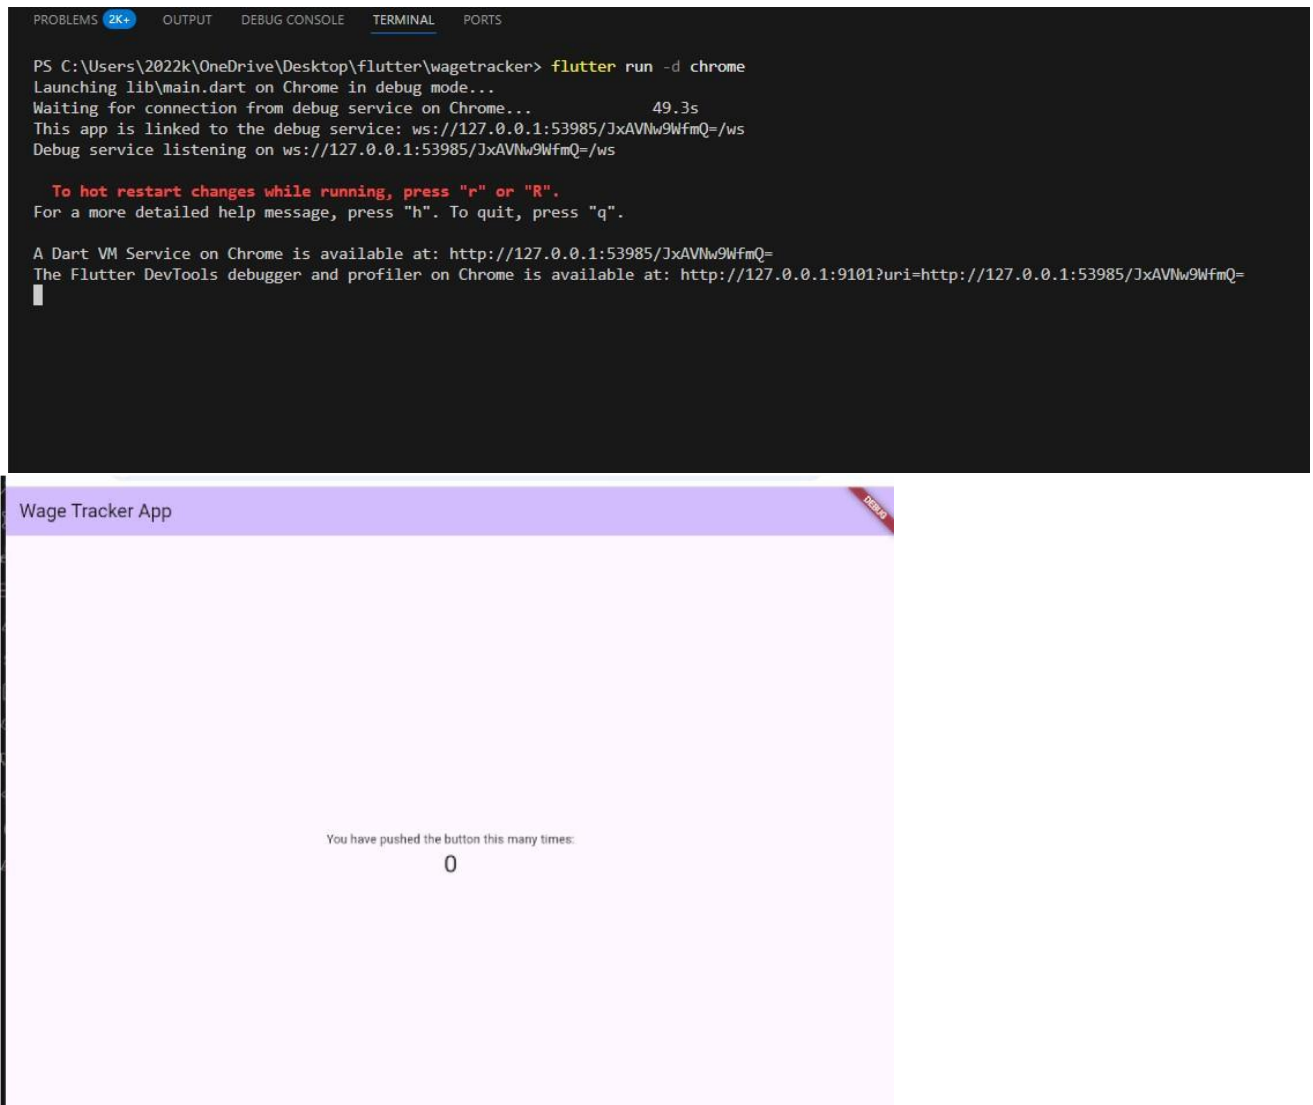 PROBLEMS 2K+ OUTPUT DEBUG CONSOLE TERMINAL PORTS
PS C:\Users\2022k\OneDrive\Desktop\flutter\wagetracker> flutter run -d chrome
Launching lib\main.dart on Chrome in debug mode...
Waiting for connection from debug service on Chrome... 49.3s
This app is linked to the debug service: ws://127.0.0.1:53985/JxAVNw9WfmQ=/ws
Debug service listening on ws://127.0.0.1:53985/JxAVNw9WfmQ=/ws
To hot restart changes while running, press "r" or "R".
For a more detailed help message, press "h". To quit, press "q".
A Dart VM Service on Chrome is available at: http://127.0.0.1:53985/JxAVNw9WfmQ=
The Flutter DevTools debugger and profiler on Chrome is available at: http://127.0.0.1:9101?uri=http://127.0.0.1:53985/JxAVNw9WfmQ=
Wage Tracker App
DEBUG
You have pushed the button this many times:
0